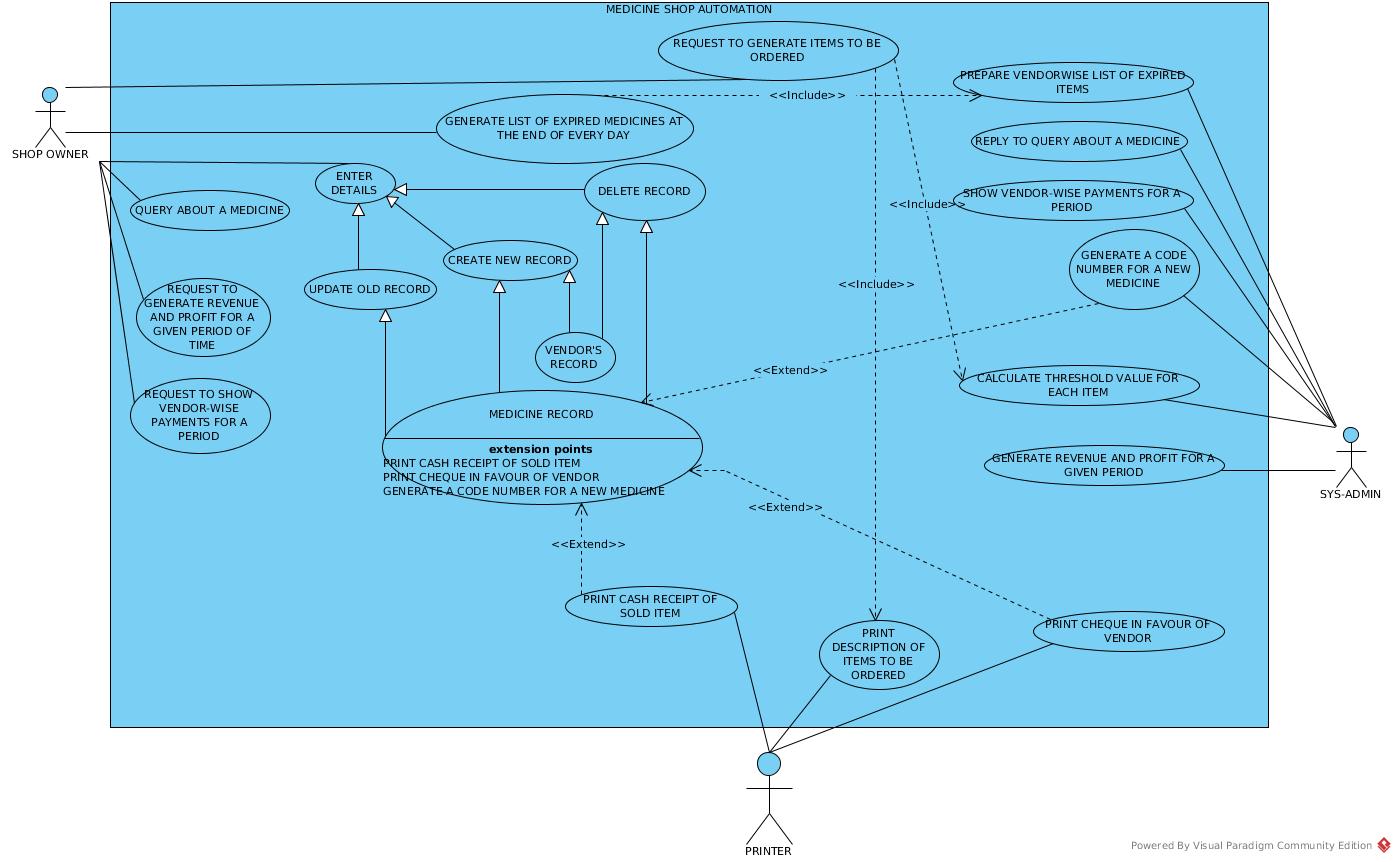 MEDICINE SHOP AUTOMATION
REQUEST TO GENERATE ITEMS TO BE
ORDERED
PREPARE VENDORWISE LIST OF EXPIRED
ITEMS
<<Include>>
SHOP OWNER
GENERATE LIST OF EXPIRED MEDICINES AT
THE END OF EVERY DAY
REPLY TO QUERY ABOUT A MEDICINE
ENTER
DETAILS
DELETE RECORD
SHOW VENDOR-WISE PAYMENTS FOR A
PERIOD
<<Include>>
QUERY ABOUT A MEDICINE
CREATE NEW RECORD
GENERATE A CODE
NUMBER FOR A NEW
MEDICINE
UPDATE OLD RECORD
<<Include>>
REQUEST TO
GENERATE REVENUE
AND PROFIT FOR A
GIVEN PERIOD OF
TIME
VENDOR'S
RECORD
<<Extend>>
CALCULATE THRESHOLD VALUE FOR
EACH ITEM
REQUEST TO SHOW
VENDOR-WISE
PAYMENTS FOR A
PERIOD
MEDICINE RECORD
extension points
PRINT CASH RECEIPT OF SOLD ITEM
PRINT CHEQUE IN FAVOUR OF VENDOR
GENERATE A CODE NUMBER FOR A NEW MEDICINE
GENERATE REVENUE AND PROFIT FOR A
GIVEN PERIOD
SYS-ADMIN
<<Extend>>
<<Extend>>
PRINT CASH RECEIPT OF
SOLD ITEM
PRINT
DESCRIPTION OF
ITEMS TO BE
ORDERED
PRINT CHEQUE IN FAVOUR OF
VENDOR
PRINTER
Powered By Visual Paradigm Community Edition